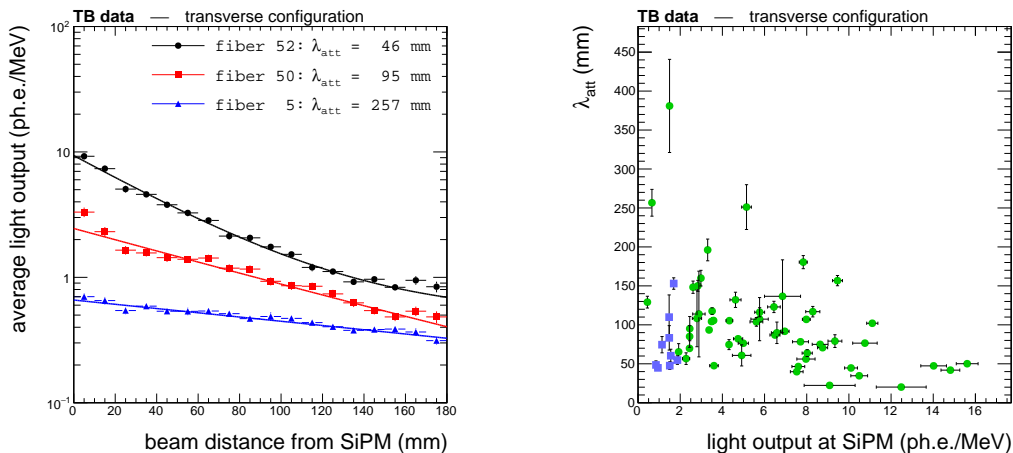 TB data — transverse configuration
fiber 52: λatt = 46 mm
fiber 50: λatt = 95 mm
fiber 5: λatt = 257 mm
average light output (ph.e./MeV)
10²
10
1
10⁻¹
0 20 40 60 80 100 120 140 160 180
beam distance from SiPM (mm)
TB data — transverse configuration
λatt (mm)
450
400
350
300
250
200
150
100
50
0
0 2 4 6 8 10 12 14 16
light output at SiPM (ph.e./MeV)